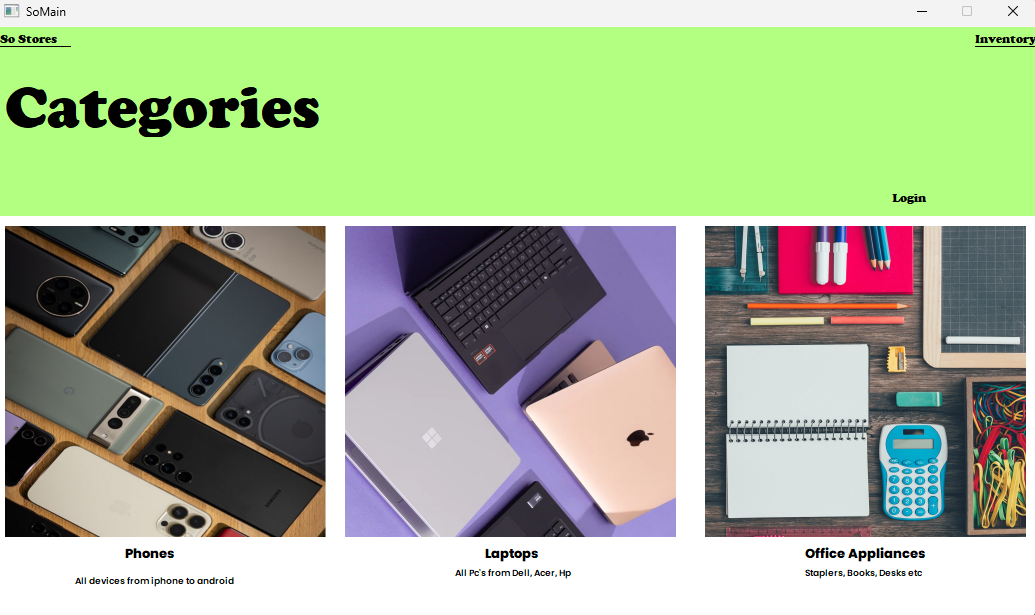 SoMain
So Stores
Inventory
Categories
Login
Phones
All devices from iphone to android
Laptops
All Pc's from Dell, Acer, Hp
Office Appliances
Staplers, Books, Desks etc